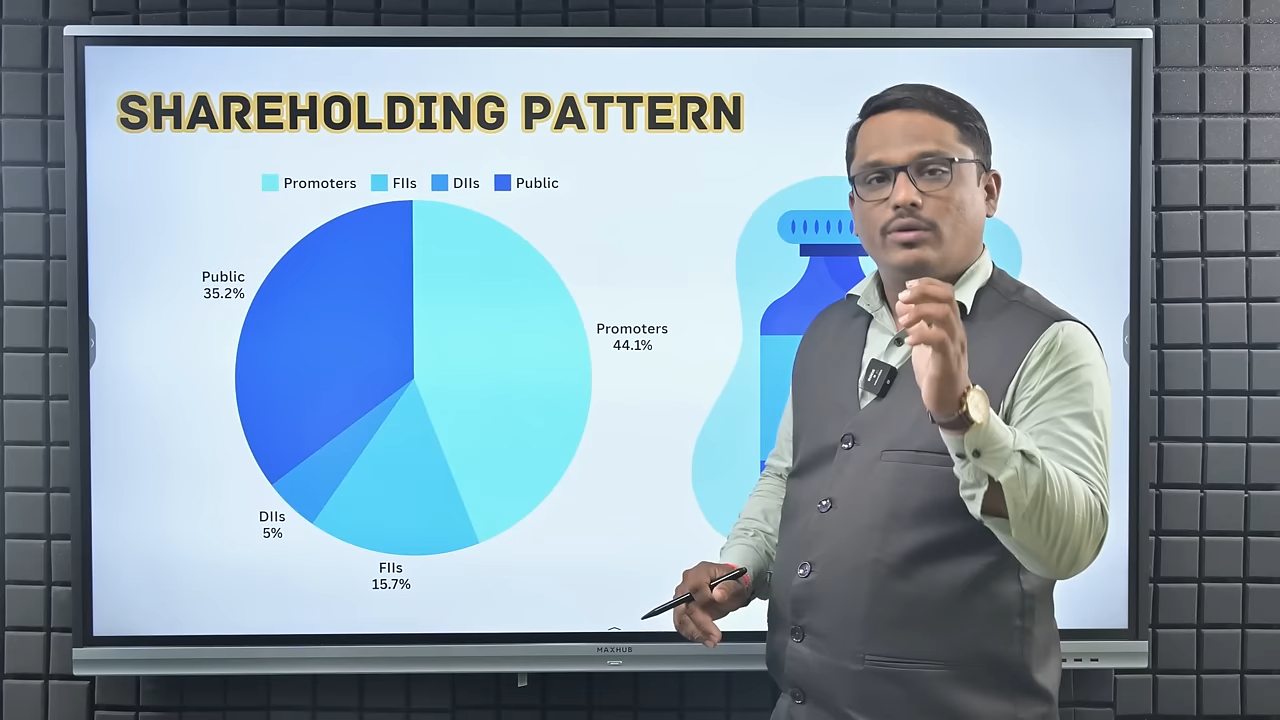 SHAREHOLDING PATTERN
Promoters FIIs DIIs Public
Public
35.2%
Promoters
44.1%
DIIs
5%
FIIs
15.7%
MAXHUB